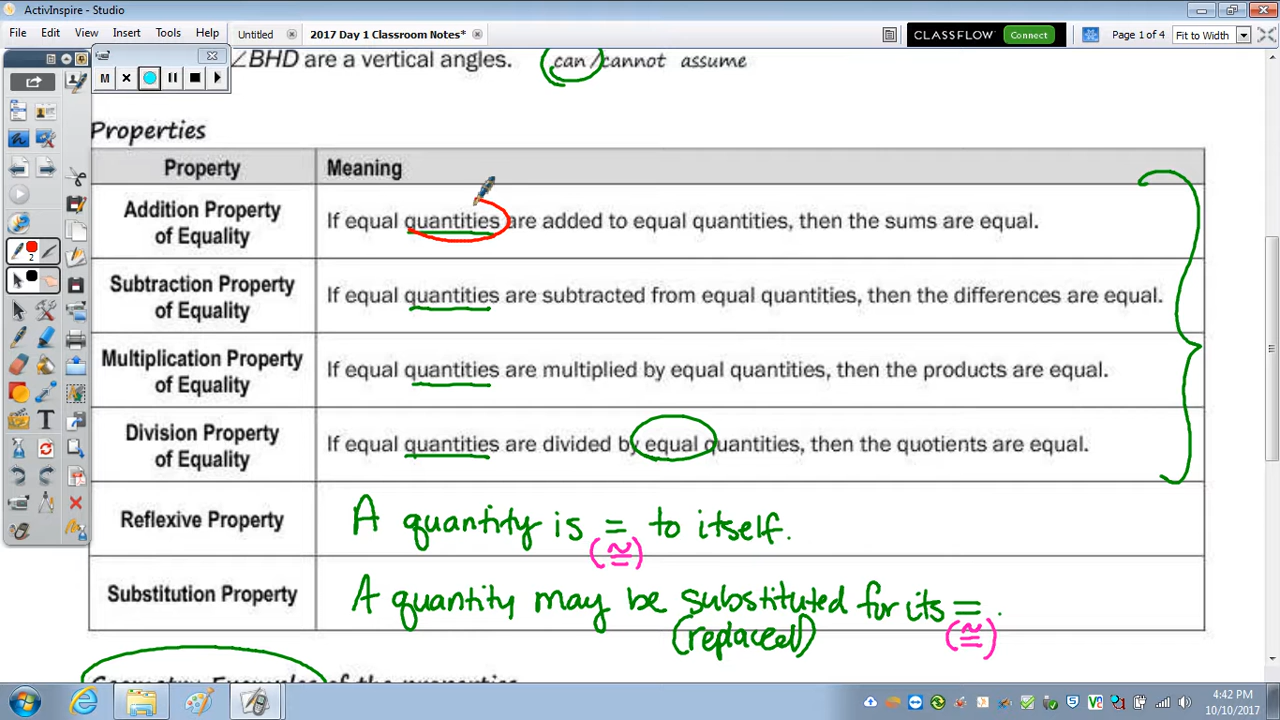 ActivInspire - Studio
File Edit View Insert Tools Help Untitled 2017 Day 1 Classroom Notes* CLASSFLOW Connect Page 1 of 4 Fit to Width
M
∠BHD are a vertical angles. can / cannot assume
Properties
Property Meaning
Addition Property
of Equality
If equal quantities are added to equal quantities, then the sums are equal.
Subtraction Property
of Equality
If equal quantities are subtracted from equal quantities, then the differences are equal.
Multiplication Property
of Equality
If equal quantities are multiplied by equal quantities, then the products are equal.
Division Property
of Equality
If equal quantities are divided by equal quantities, then the quotients are equal.
Reflexive Property A quantity is = to itself.
(≅)
Substitution Property A quantity may be substituted for its = .
(replaced) (≅)
Geometry Examples of the properties
2
4:42 PM
10/10/2017